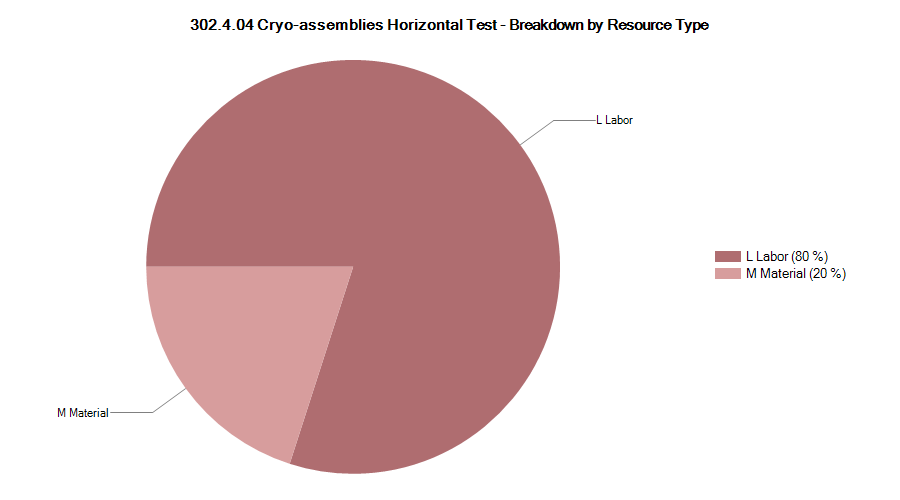 302.4.04 Cryo-assemblies Horizontal Test - Breakdown by Resource Type
L Labor
L Labor (80 %)
M Material (20 %)
M Material